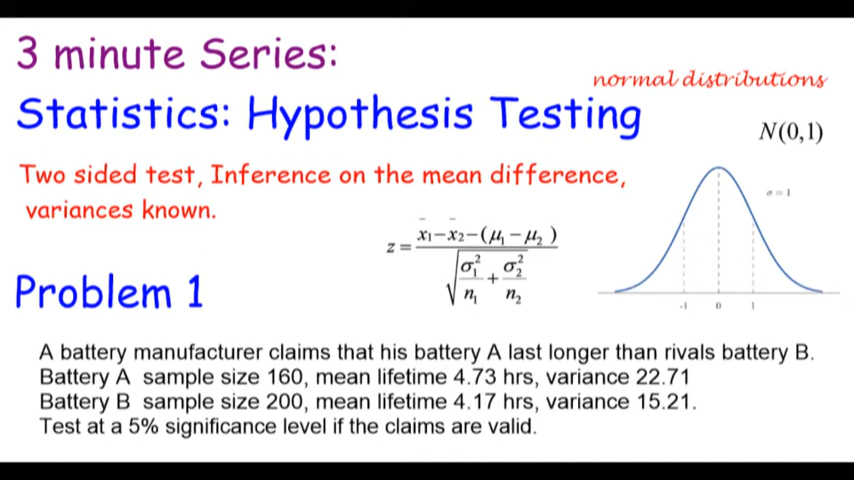 3 minute Series:
normal distributions
Statistics: Hypothesis Testing
N(0,1)
Two sided test, Inference on the mean difference,
variances known.
σ = 1
z = (x̄₁ − x̄₂ − (μ₁ − μ₂)) / √(σ₁²/n₁ + σ₂²/n₂)
Problem 1
-1 0 1
A battery manufacturer claims that his battery A last longer than rivals battery B.
Battery A sample size 160, mean lifetime 4.73 hrs, variance 22.71
Battery B sample size 200, mean lifetime 4.17 hrs, variance 15.21.
Test at a 5% significance level if the claims are valid.